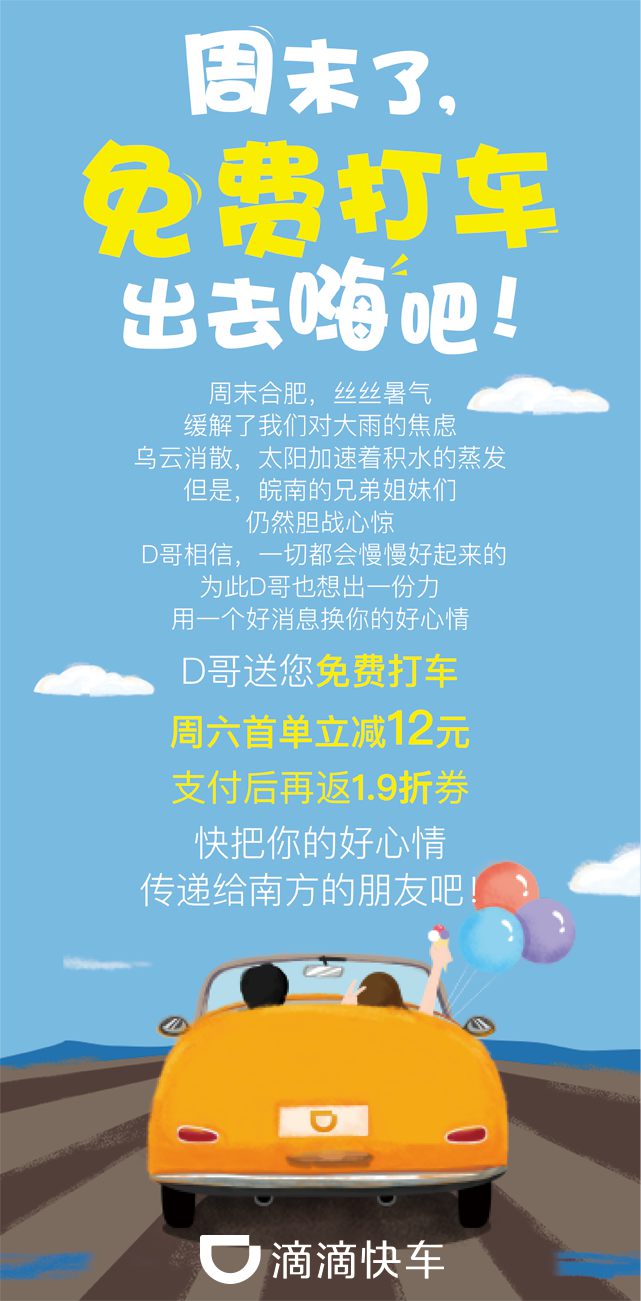 周末了，
免费打车
出去嗨吧！
周末合肥，丝丝暑气
缓解了我们对大雨的焦虑
乌云消散，太阳加速着积水的蒸发
但是，皖南的兄弟姐妹们
仍然胆战心惊
D哥相信，一切都会慢慢好起来的
为此D哥也想出一份力
用一个好消息换你的好心情
D哥送您免费打车
周六首单立减12元
支付后再返1.9折券
快把你的好心情
传递给南方的朋友吧！
滴滴快车